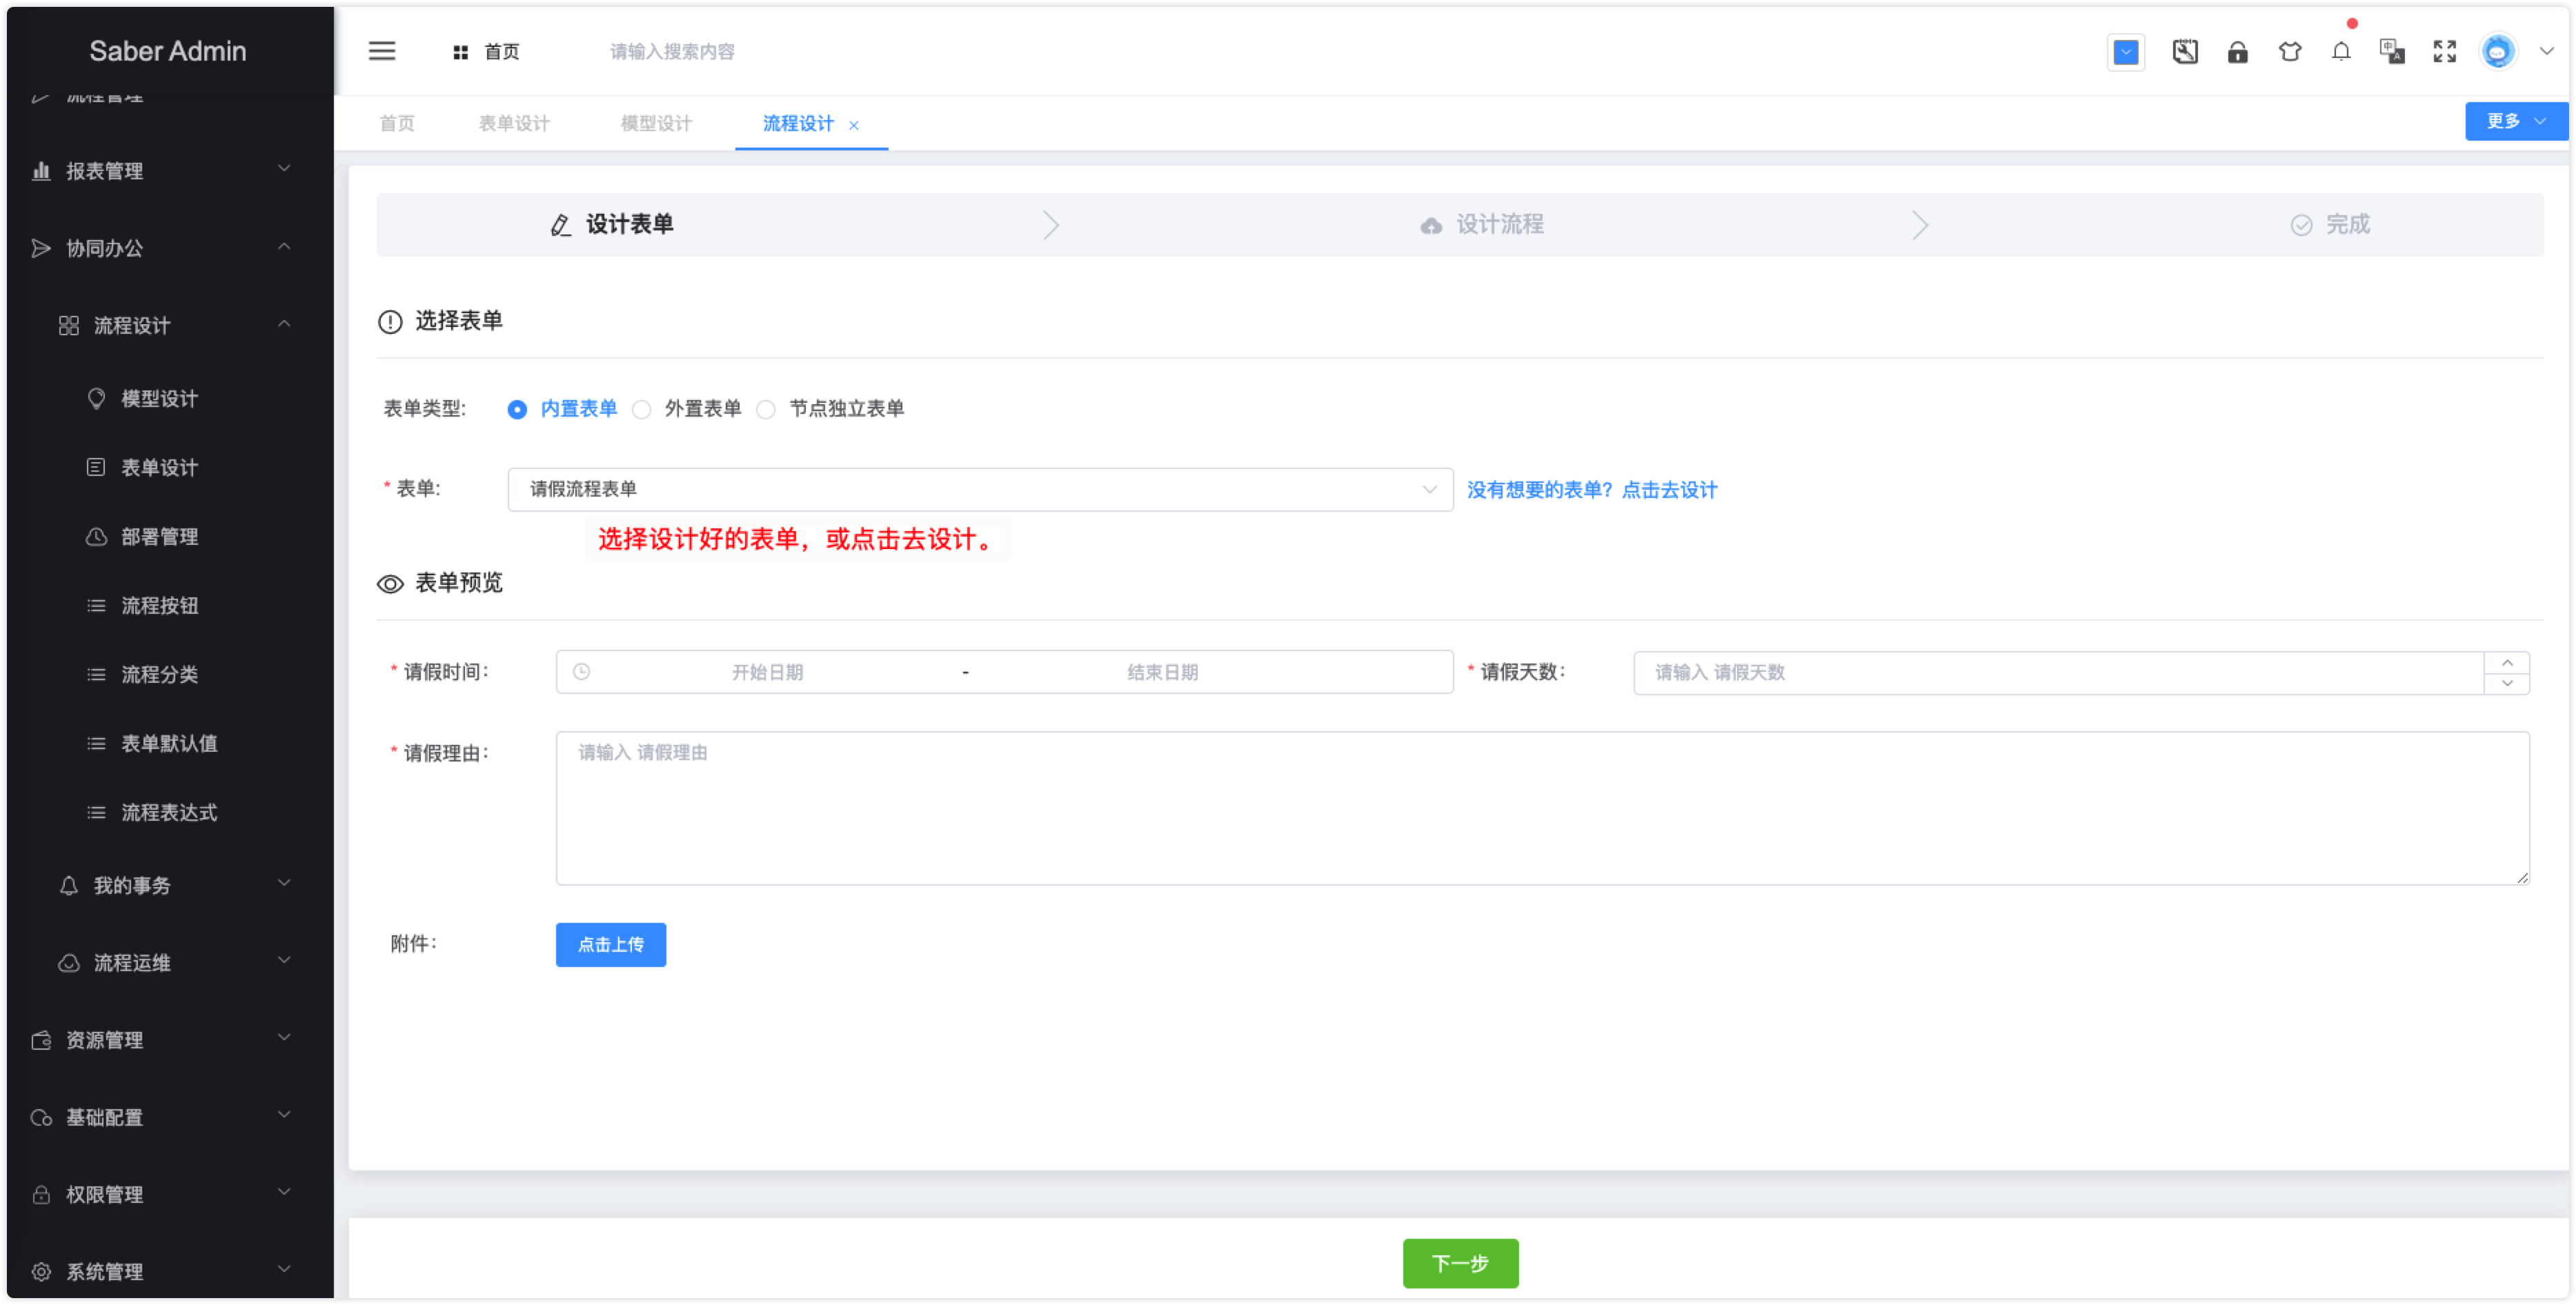 Saber Admin
首页
请输入搜索内容
流程管理
首页
表单设计
模型设计
流程设计
更多
报表管理
协同办公
流程设计
模型设计
表单设计
部署管理
流程按钮
流程分类
表单默认值
流程表达式
我的事务
流程运维
资源管理
基础配置
权限管理
系统管理
设计表单
设计流程
完成
选择表单
表单类型:
内置表单
外置表单
节点独立表单
* 表单:
请假流程表单
没有想要的表单？点击去设计
选择设计好的表单，或点击去设计。
表单预览
* 请假时间:
开始日期 - 结束日期
* 请假天数:
请输入 请假天数
* 请假理由:
请输入 请假理由
附件:
点击上传
下一步